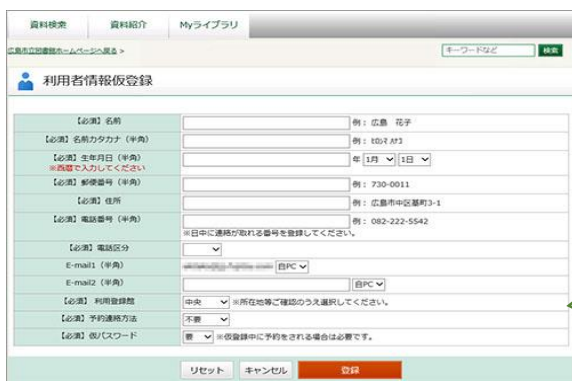 資料検索 資料紹介 Myライブラリ
広島市立図書館ホームページへ戻る >
キーワードなど 検索
利用者情報仮登録
【必須】名前 例：広島 花子
【必須】名前カタカナ（半角） 例：ﾋﾛｼﾏ ﾊﾅｺ
【必須】生年月日（半角） 年 1月 1日
※西暦で入力してください
【必須】郵便番号（半角） 例：730-0011
【必須】住所 例：広島市中区基町3-1
【必須】電話番号（半角） 例：082-222-5542
※日中に連絡が取れる番号を登録してください。
【必須】電話区分
E-mail1（半角） 自PC
E-mail2（半角） 自PC
【必須】利用登録館 中央 ※所在地等ご確認のうえ選択してください。
【必須】予約連絡方法 不要
【必須】仮パスワード 要 ※仮登録中に予約をされる場合は必要です。
リセット キャンセル 登録